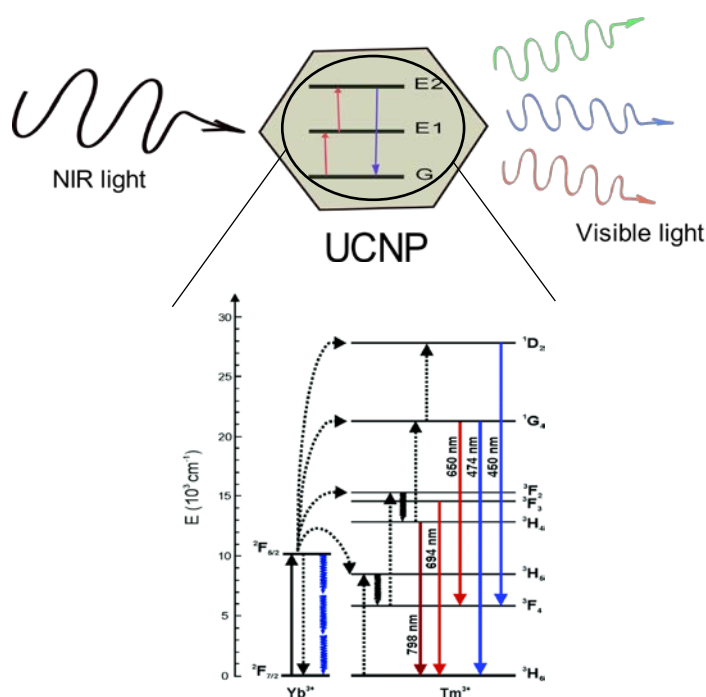 E2
E1
G
NIR light
UCNP
Visible light
E (10³ cm⁻¹)
30
25
20
15
10
5
0
²F₅/₂
²F₇/₂
Yb³⁺
Tm³⁺
¹D₂
¹G₄
³F₂
³F₃
³H₄
³H₅
³F₄
³H₆
650 nm
474 nm
450 nm
694 nm
798 nm